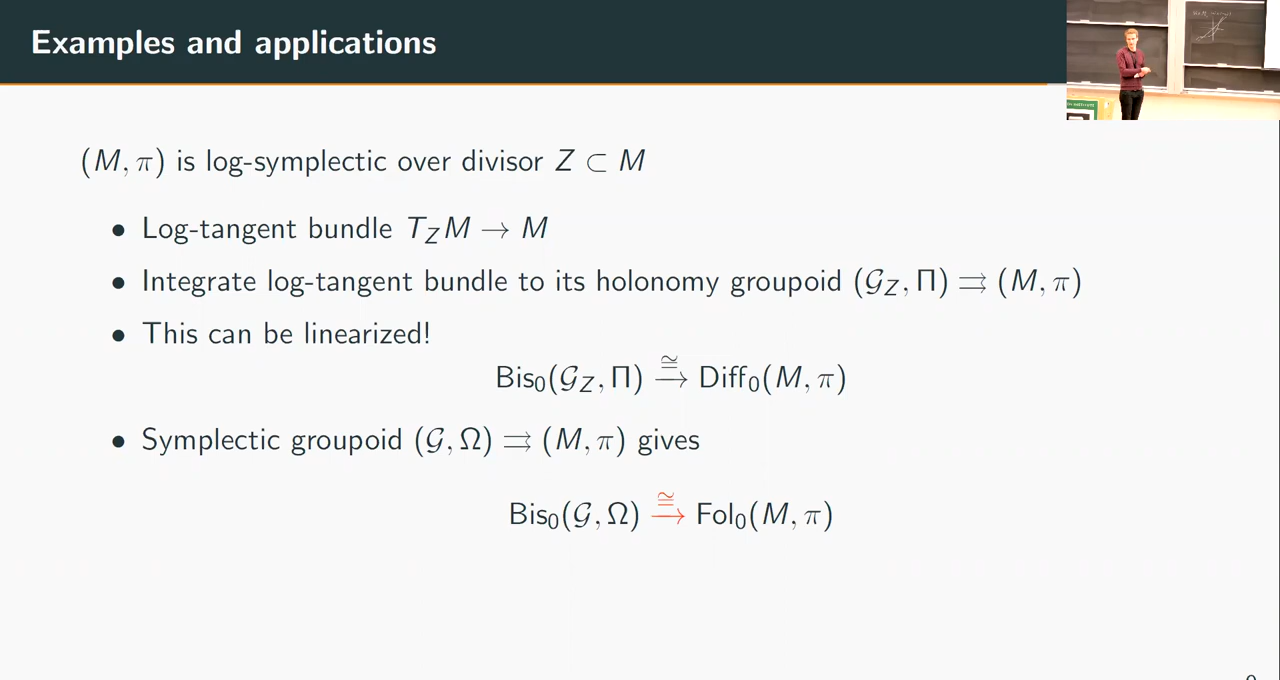 Examples and applications
(M, π) is log-symplectic over divisor Z ⊂ M
• Log-tangent bundle T_Z M → M
• Integrate log-tangent bundle to its holonomy groupoid (𝒢_Z, Π) ⇉ (M, π)
• This can be linearized!
Bis₀(𝒢_Z, Π) ≅→ Diff₀(M, π)
• Symplectic groupoid (𝒢, Ω) ⇉ (M, π) gives
Bis₀(𝒢, Ω) ≅→ Fol₀(M, π)